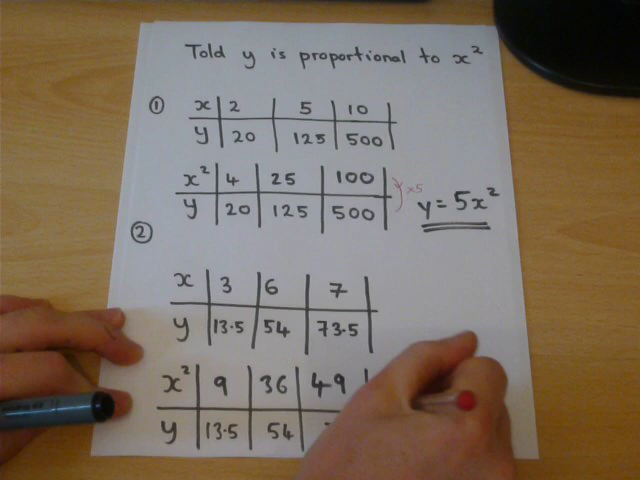 Told y is proportional to x²
① x | 2 | 5 | 10
y | 20 | 125 | 500
x² | 4 | 25 | 100
y | 20 | 125 | 500
×5
y = 5x²
②
x | 3 | 6 | 7
y | 13.5 | 54 | 73.5
x² | 9 | 36 | 49
y | 13.5 | 54